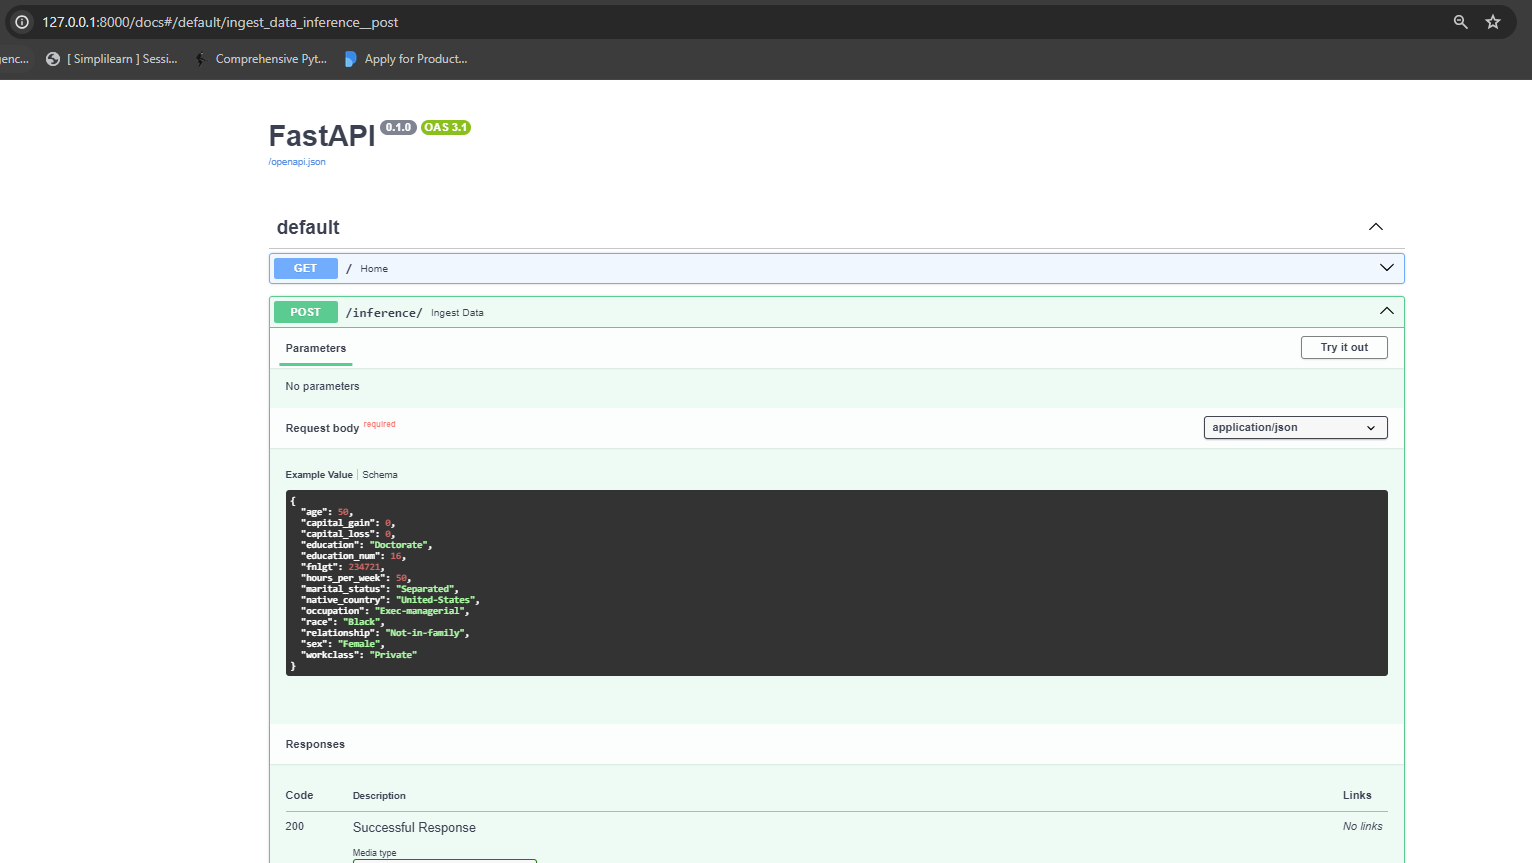 127.0.0.1:8000/docs#/default/ingest_data_inference__post
enc...
[ Simplilearn ] Sessi...
Comprehensive Pyt...
Apply for Product...
FastAPI 0.1.0 OAS 3.1
/openapi.json
default
GET / Home
POST /inference/ Ingest Data
Parameters
Try it out
No parameters
Request body required
application/json
Example Value | Schema
{
"age": 50,
"capital_gain": 0,
"capital_loss": 0,
"education": "Doctorate",
"education_num": 16,
"fnlgt": 234721,
"hours_per_week": 50,
"marital_status": "Separated",
"native_country": "United-States",
"occupation": "Exec-managerial",
"race": "Black",
"relationship": "Not-in-family",
"sex": "Female",
"workclass": "Private"
}
Responses
Code Description Links
200 Successful Response No links
Media type